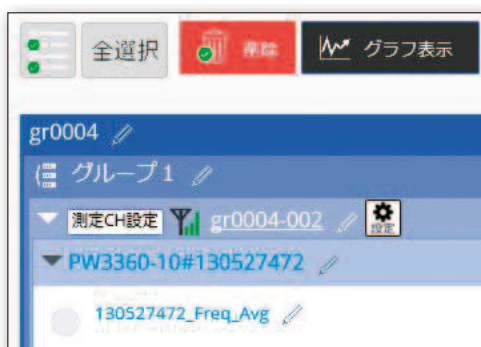 全選択 削除 グラフ表示
gr0004
グループ1
測定CH設定 gr0004-002 設定
PW3360-10#130527472
130527472_Freq_Avg